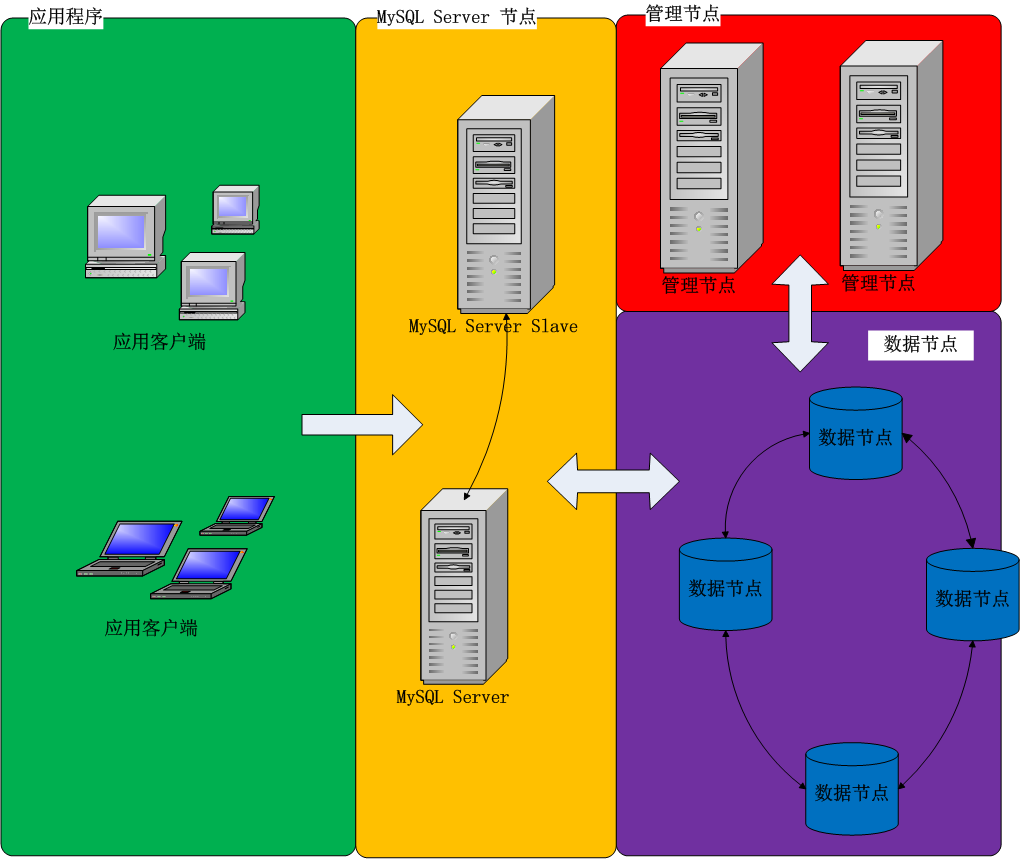 应用程序
MySQL Server 节点
管理节点
管理节点
管理节点
MySQL Server Slave
应用客户端
数据节点
数据节点
数据节点
数据节点
应用客户端
MySQL Server
数据节点